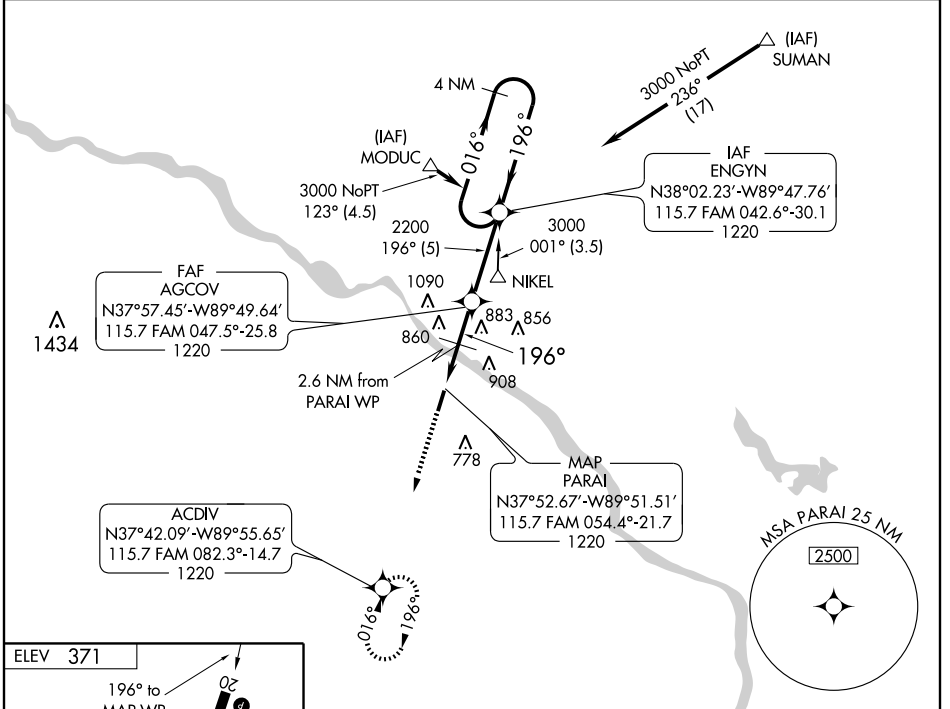 (IAF)
SUMAN
3000 NoPT
236°
(17)
4 NM
016°
196°
(IAF)
MODUC
3000 NoPT
123° (4.5)
IAF
ENGYN
N38°02.23'-W89°47.76'
115.7 FAM 042.6°-30.1
1220
2200
196° (5)
3000
001° (3.5)
NIKEL
FAF
AGCOV
N37°57.45'-W89°49.64'
115.7 FAM 047.5°-25.8
1220
1434
1090
883
856
860
196°
908
2.6 NM from
PARAI WP
778
MAP
PARAI
N37°52.67'-W89°51.51'
115.7 FAM 054.4°-21.7
1220
ACDIV
N37°42.09'-W89°55.65'
115.7 FAM 082.3°-14.7
1220
016°
196°
MSA PARAI 25 NM
2500
ELEV 371
196° to
MAP WP
20
P